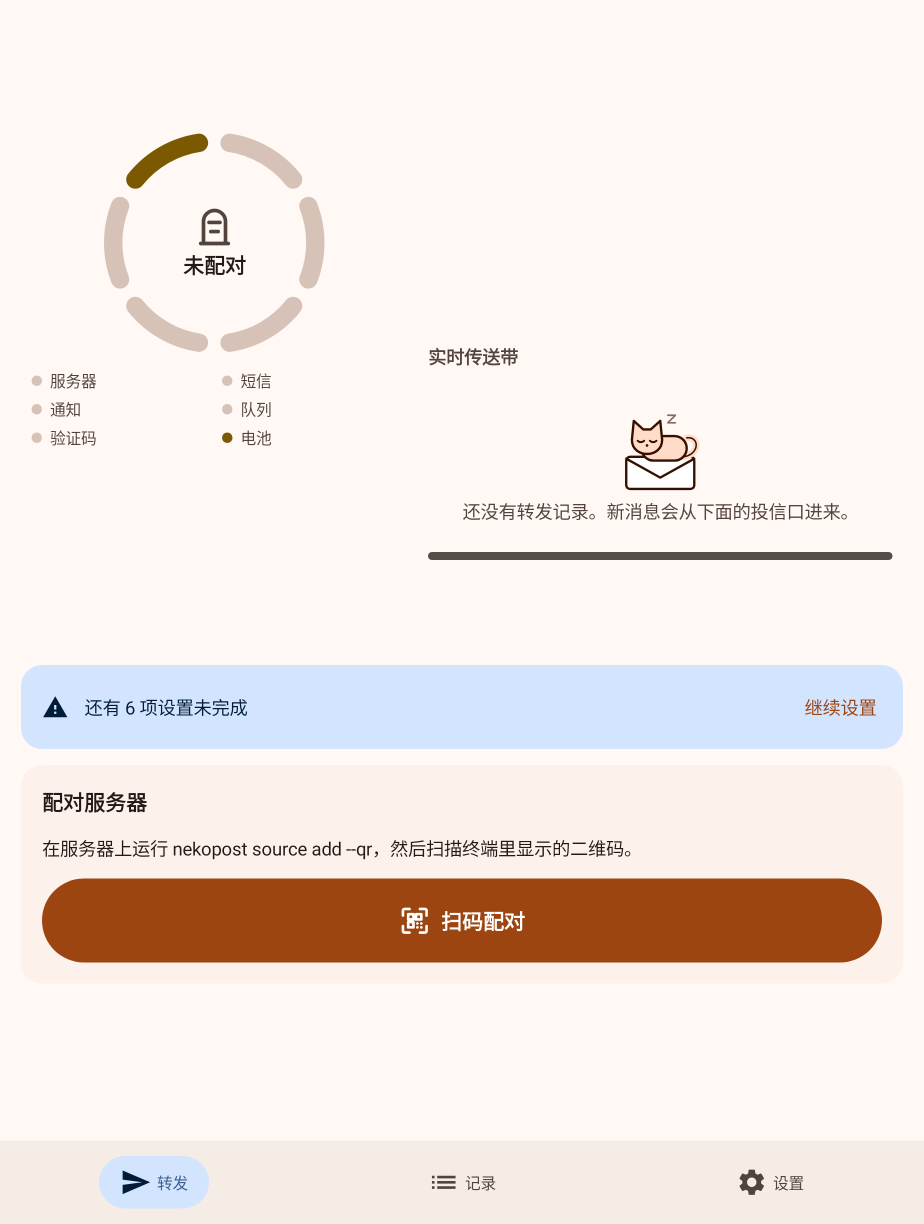 未配对
服务器
短信
通知
队列
验证码
电池
实时传送带
Z
还没有转发记录。新消息会从下面的投信口进来。
还有 6 项设置未完成
继续设置
配对服务器
在服务器上运行 nekopost source add --qr，然后扫描终端里显示的二维码。
扫码配对
转发
记录
设置